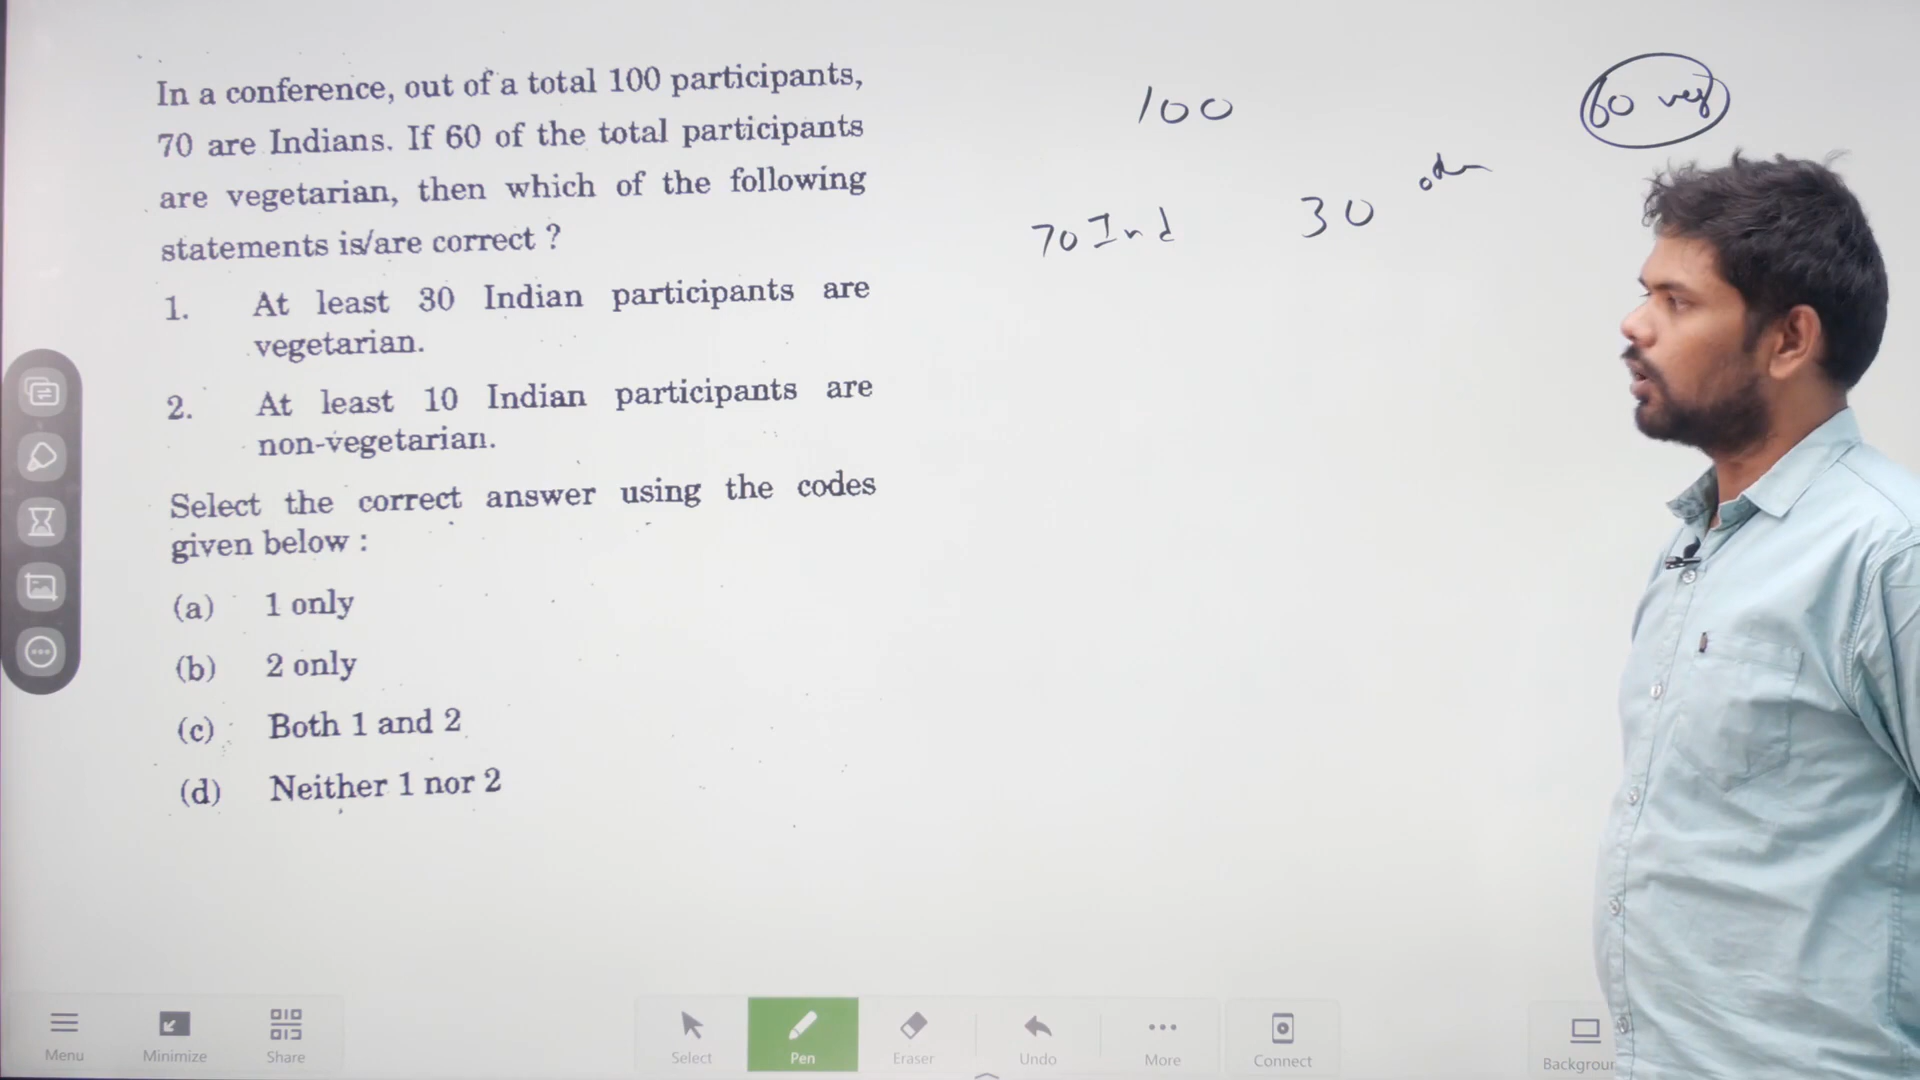 In a conference, out of a total 100 participants,
70 are Indians. If 60 of the total participants
are vegetarian, then which of the following
statements is/are correct ?
1. At least 30 Indian participants are
vegetarian.
2. At least 10 Indian participants are
non-vegetarian.
Select the correct answer using the codes
given below :
(a) 1 only
(b) 2 only
(c) Both 1 and 2
(d) Neither 1 nor 2
100
60 veg
70 Ind
30
Menu
Minimize
Share
Select
Pen
Eraser
Undo
More
Connect
Backgroun